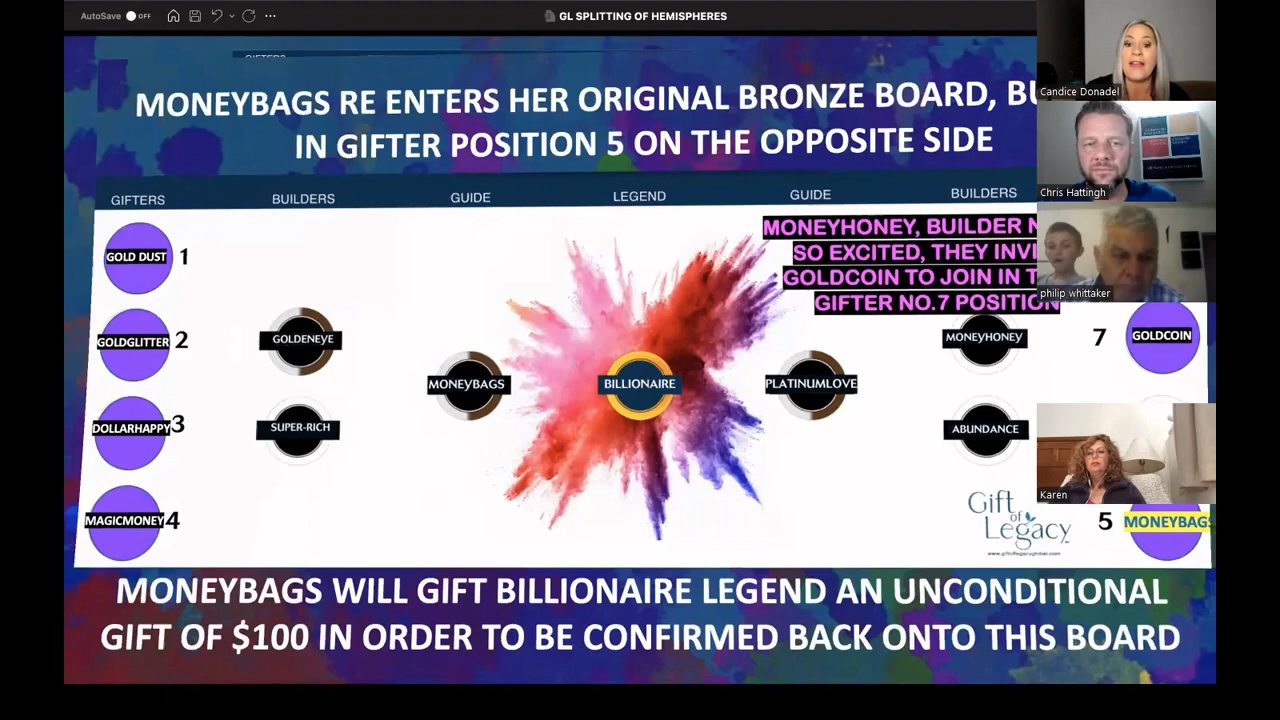 AutoSave OFF
GL SPLITTING OF HEMISPHERES
Candice Donadel
Chris Hattingh
philip whittaker
Karen
MONEYBAGS RE ENTERS HER ORIGINAL BRONZE BOARD,
IN GIFTER POSITION 5 ON THE OPPOSITE SIDE
GIFTERS BUILDERS GUIDE LEGEND GUIDE BUILDERS
MONEYHONEY, BUILDER
SO EXCITED, THEY
GOLDCOIN TO JOIN IN
GIFTER NO.7 POSITION
GOLD DUST 1
GOLDGLITTER 2
DOLLARHAPPY 3
MAGICMONEY 4
GOLDENEYE
SUPER-RICH
MONEYBAGS
BILLIONAIRE
PLATINUMLOVE
MONEYHONEY
ABUNDANCE
7 GOLDCOIN
5 MONEYBAGS
Gift
of
Legacy
MONEYBAGS WILL GIFT BILLIONAIRE LEGEND AN UNCONDITIONAL
GIFT OF $100 IN ORDER TO BE CONFIRMED BACK ONTO THIS BOARD